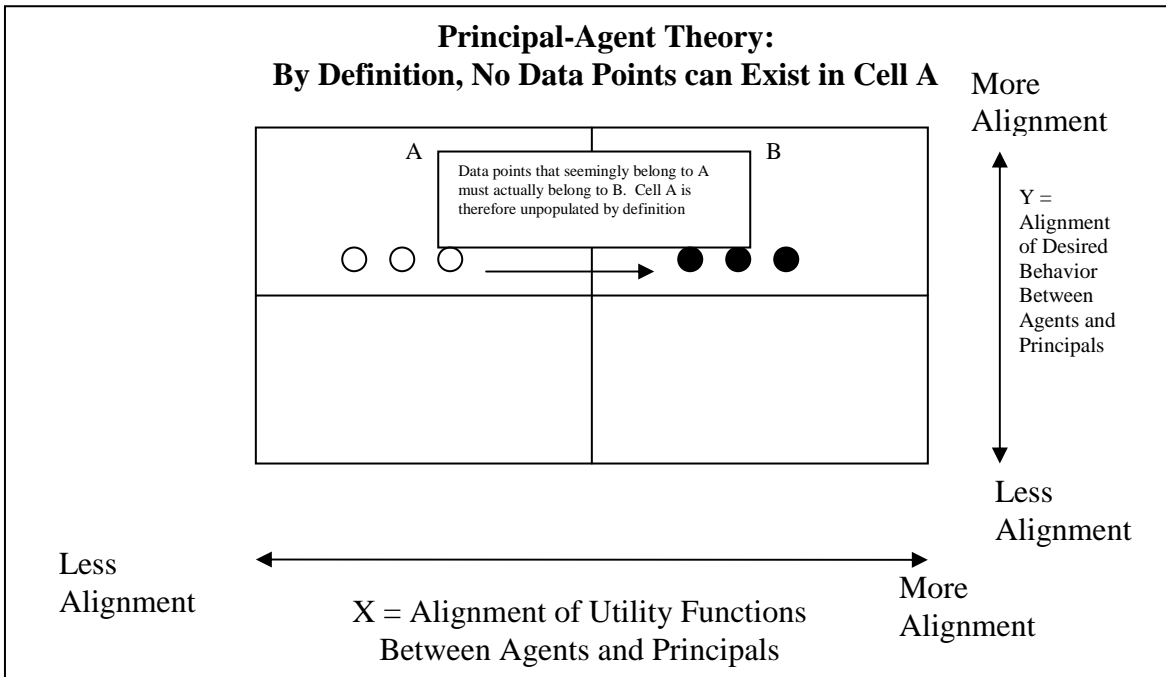 Principal-Agent Theory:
By Definition, No Data Points can Exist in Cell A
More
Alignment
A
B
Data points that seemingly belong to A
must actually belong to B. Cell A is
therefore unpopulated by definition
Y =
Alignment
of Desired
Behavior
Between
Agents and
Principals
Less
Alignment
Less
Alignment
More
Alignment
X = Alignment of Utility Functions
Between Agents and Principals